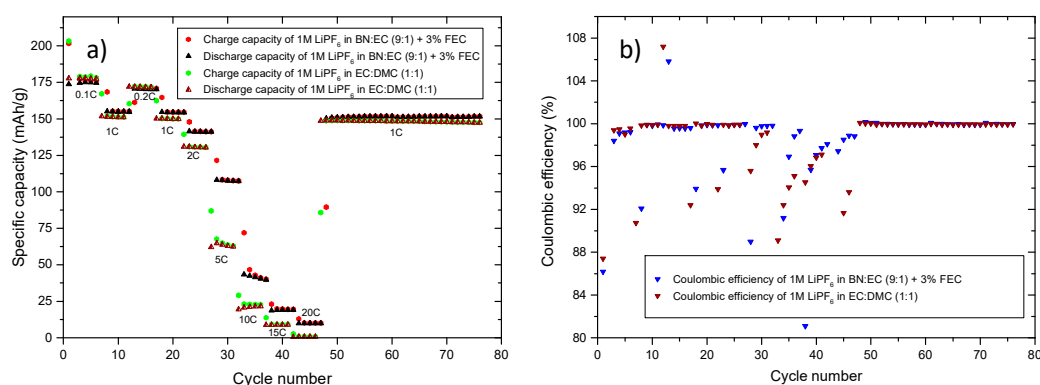 a)
Charge capacity of 1M LiPF6 in BN:EC (9:1) + 3% FEC
Discharge capacity of 1M LiPF6 in BN:EC (9:1) + 3% FEC
Charge capacity of 1M LiPF6 in EC:DMC (1:1)
Discharge capacity of 1M LiPF6 in EC:DMC (1:1)
Specific capacity (mAh/g)
200
175
150
125
100
75
50
25
0
0.1C
1C
0.2C
1C
2C
5C
10C
15C
20C
1C
0 10 20 30 40 50 60 70 80
Cycle number
b)
Coulombic efficiency (%)
108
104
100
96
92
88
84
80
Coulombic efficiency of 1M LiPF6 in BN:EC (9:1) + 3% FEC
Coulombic efficiency of 1M LiPF6 in EC:DMC (1:1)
0 10 20 30 40 50 60 70 80
Cycle number